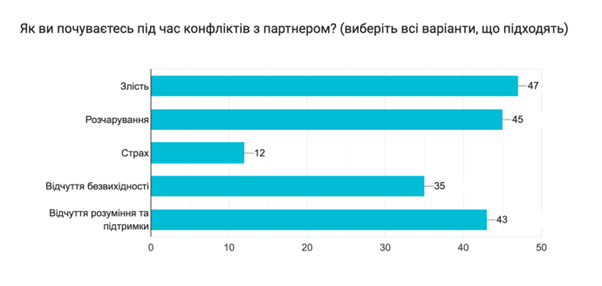 Як ви почуваєтесь під час конфліктів з партнером? (виберіть всі варіанти, що підходять)
Злість
47
Розчарування
45
Страх
12
Відчуття безвихідності
35
Відчуття розуміння та
підтримки
43
0 10 20 30 40 50